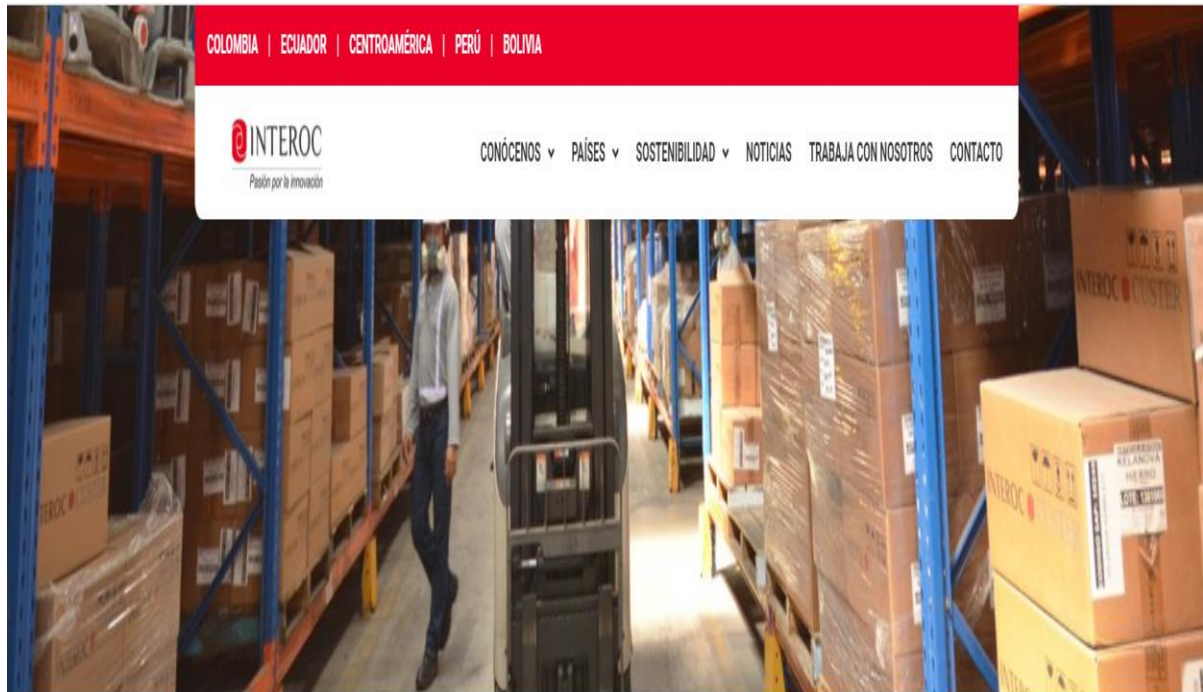 COLOMBIA | ECUADOR | CENTROAMÉRICA | PERÚ | BOLIVIA
INTEROC
Pasión por la innovación
CONÓCENOS PAÍSES SOSTENIBILIDAD NOTICIAS TRABAJA CON NOSOTROS CONTACTO
INTEROC CUSTER
INTEROC CUSTER
KELANOVA
HIERRO
LOTE